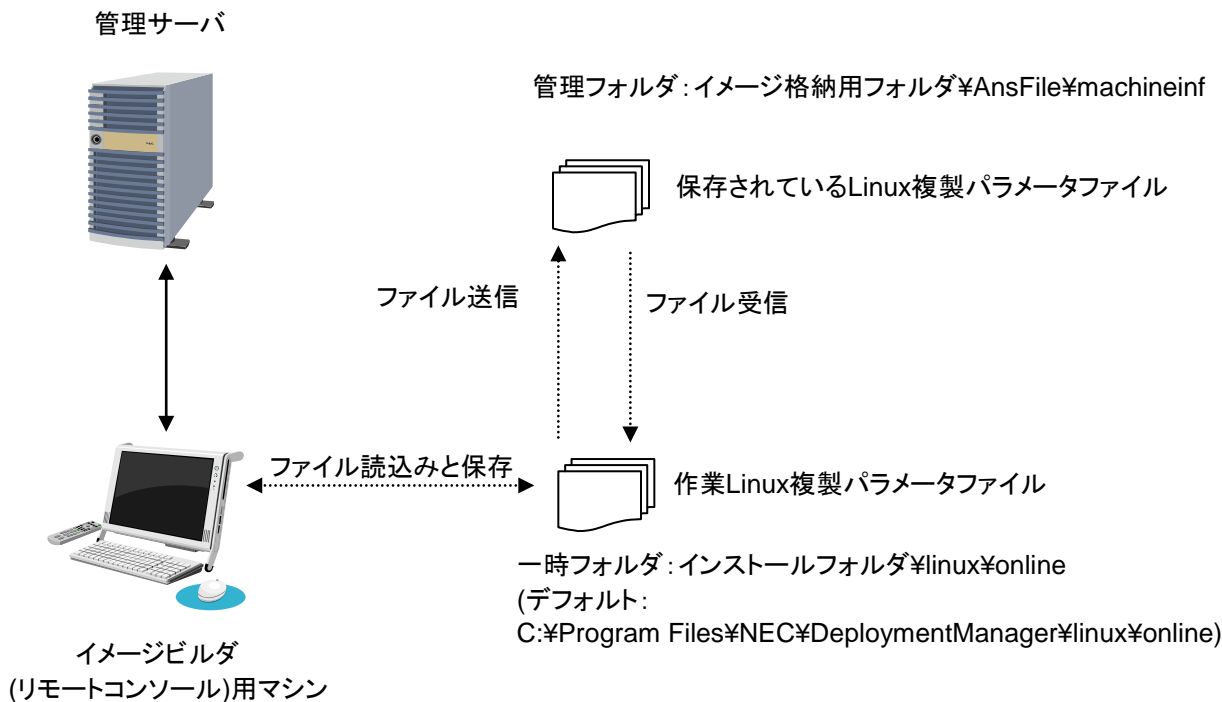 管理サーバ
管理フォルダ：イメージ格納用フォルダ¥AnsFile¥machineinf
保存されているLinux複製パラメータファイル
ファイル送信
ファイル受信
ファイル読込みと保存
作業Linux複製パラメータファイル
一時フォルダ：インストールフォルダ¥linux¥online
(デフォルト：
C:¥Program Files¥NEC¥DeploymentManager¥linux¥online)
イメージビルダ
(リモートコンソール)用マシン